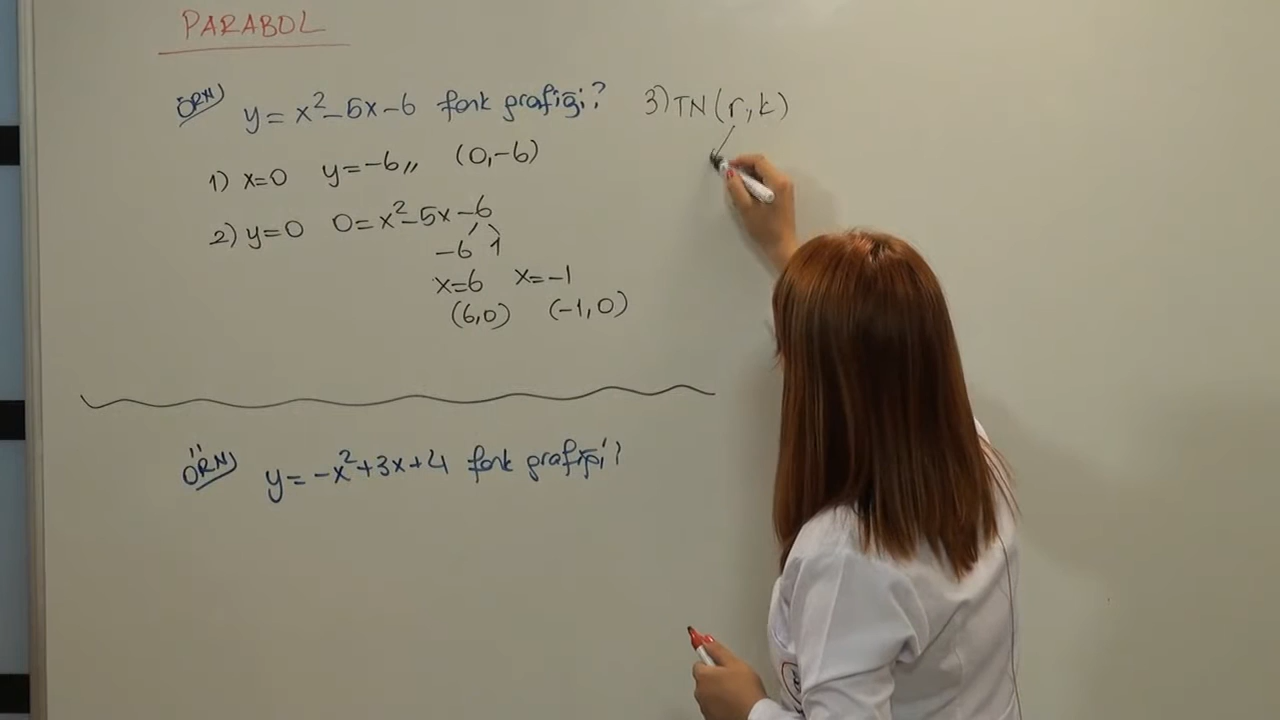 PARABOL
ÖRN) y = x² - 5x - 6 fonk grafiği?
1) x=0 y=-6,, (0,-6)
2) y=0 0=x²-5x-6
-6 1
x=6 x=-1
(6,0) (-1,0)
3) TN(r,k)
ÖRN) y = -x²+3x+4 fonk grafiği?